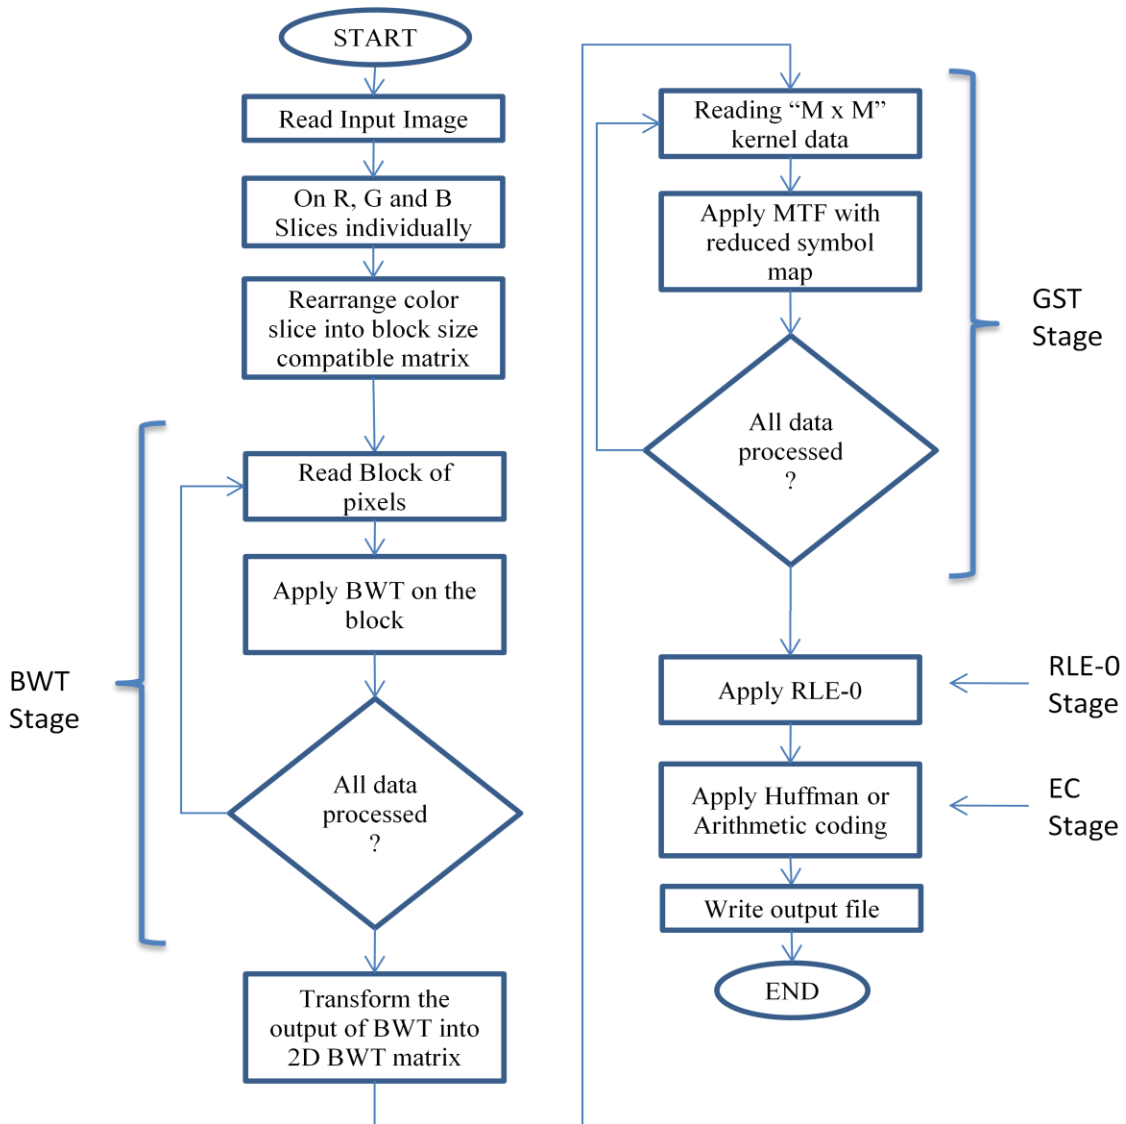 START
Read Input Image
On R, G and B
Slices individually
Rearrange color
slice into block size
compatible matrix
Read Block of
pixels
Apply BWT on the
block
BWT
Stage
All data
processed
?
Transform the
output of BWT into
2D BWT matrix
Reading “M x M”
kernel data
Apply MTF with
reduced symbol
map
GST
Stage
All data
processed
?
Apply RLE-0
RLE-0
Stage
Apply Huffman or
Arithmetic coding
EC
Stage
Write output file
END